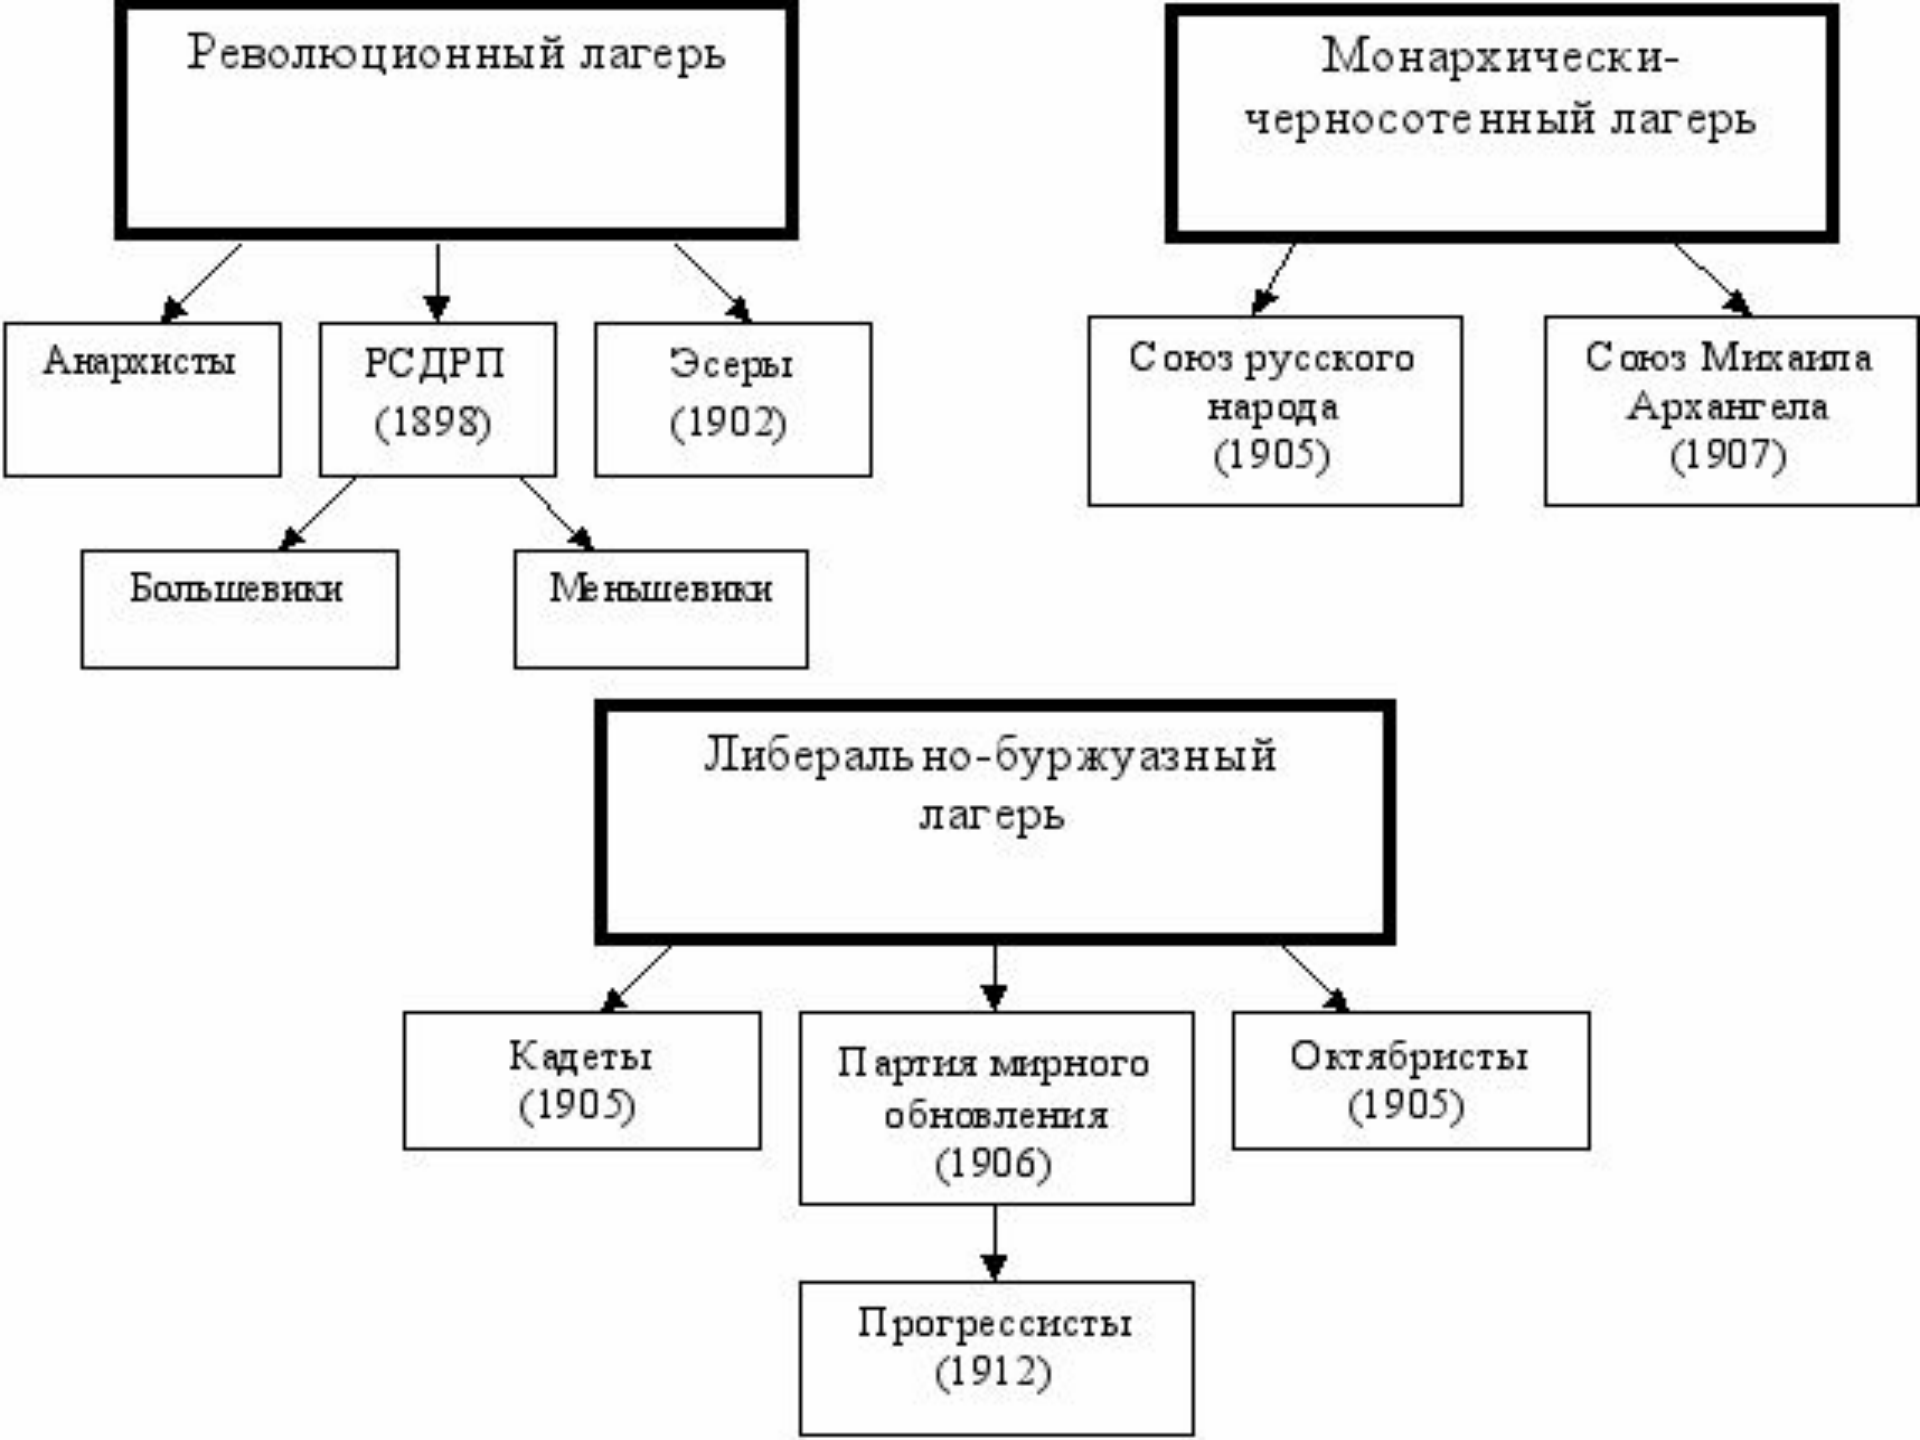 Революционный лагерь
Монархически-
черносотенный лагерь
Анархисты
РСДРП
(1898)
Эсеры
(1902)
Союз русского
народа
(1905)
Союз Михаила
Архангела
(1907)
Большевики
Меньшевики
Либерально-буржуазный
лагерь
Кадеты
(1905)
Партия мирного
обновления
(1906)
Октябристы
(1905)
Прогрессисты
(1912)